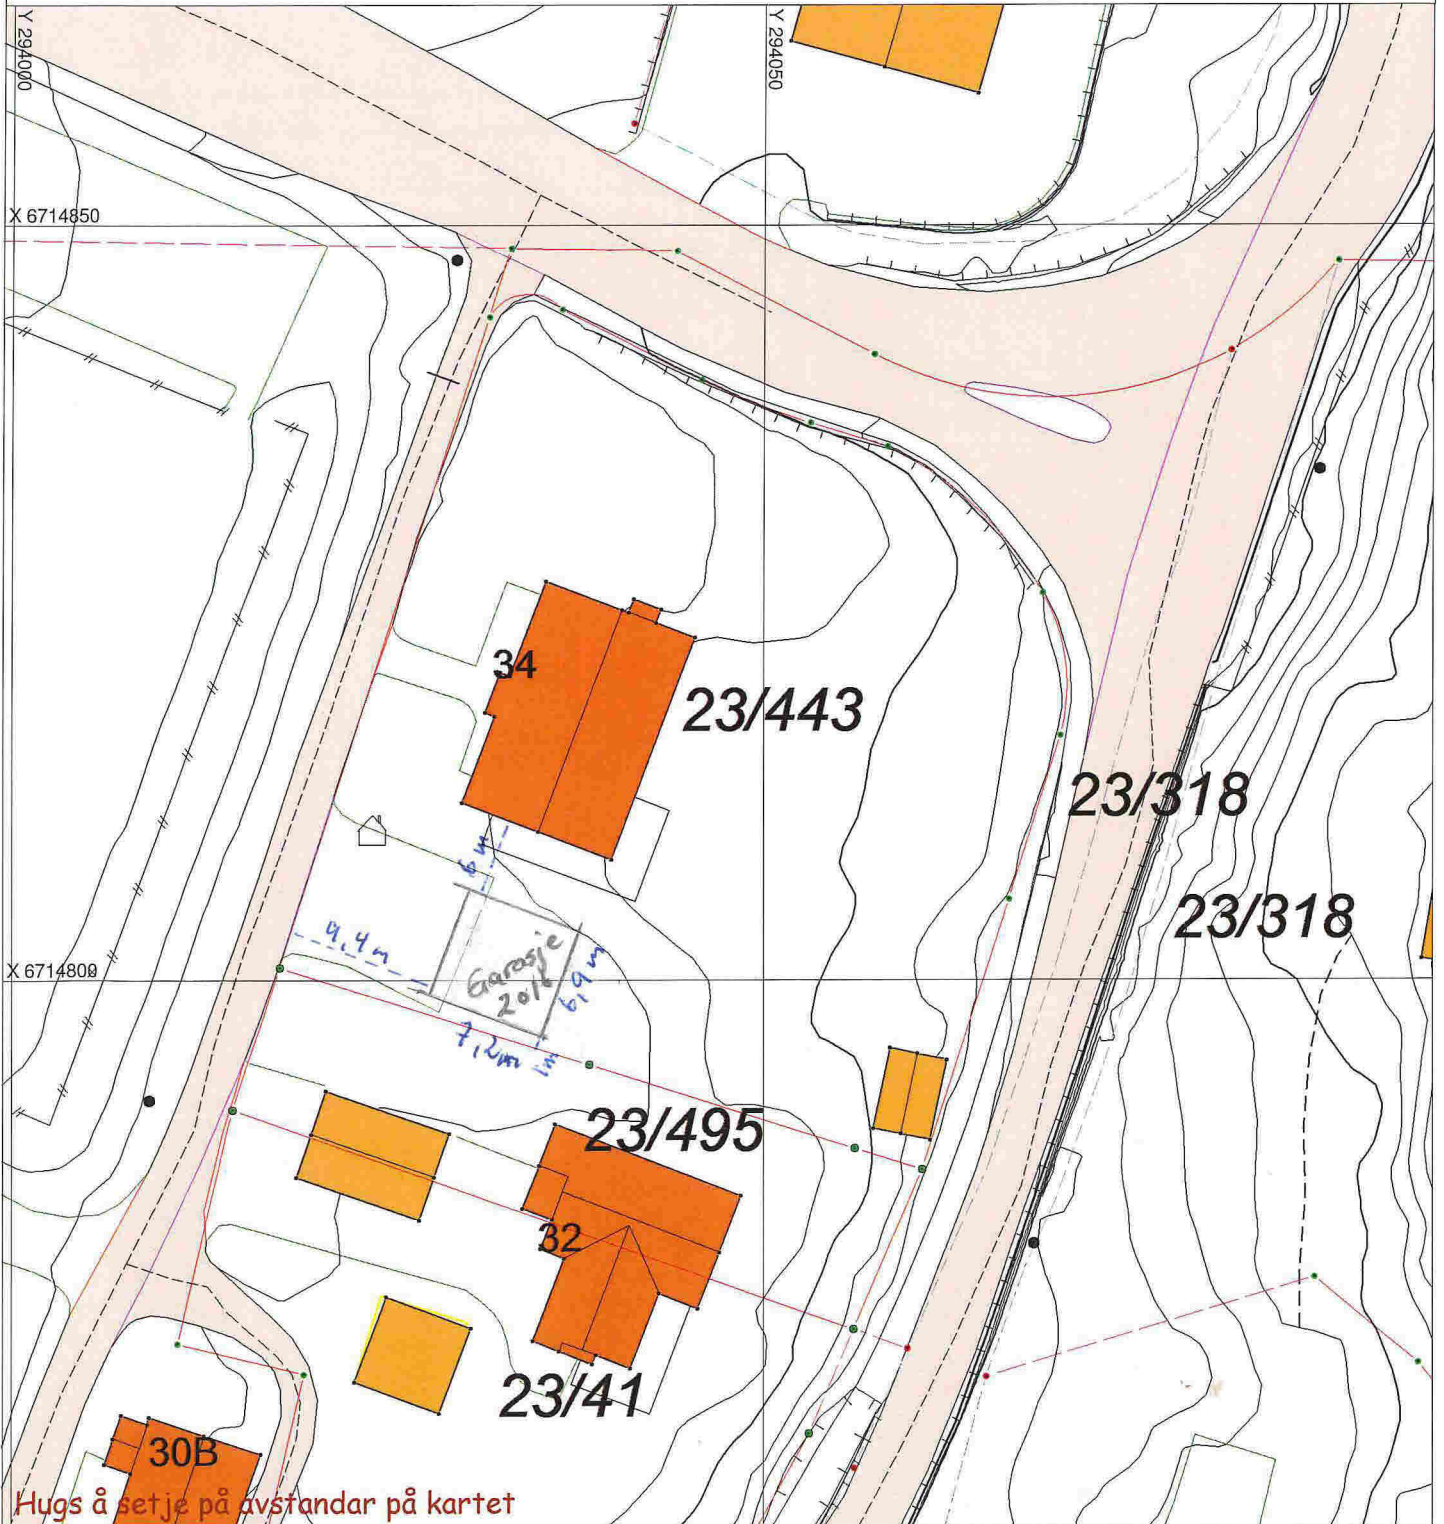 Y 294000
Y 294050
X 6714850
34
23/443
23/318
6 m
23/318
9,4 m
Garasje
2016
6,9 m
X 6714800
7,2 m
1 m
23/495
32
23/41
30B
Hugs å setje på avstandar på kartet